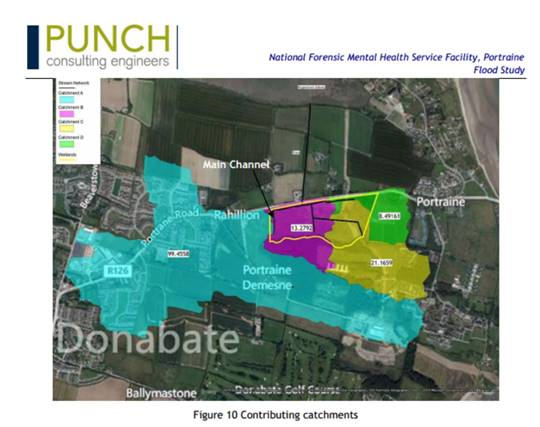 PUNCH
consulting engineers
National Forensic Mental Health Service Facility, Portraine
Flood Study
Stream Network
Catchment A
Catchment B
Catchment C
Catchment D
Wetlands
Main Channel
Beaverstown
Portrane Road
Rahillion
Portraine
8.49161
13.2792
99.4558
21.1659
R126
Portraine
Demesne
Donabate
Ballymastone
Donabate Golf Course
Figure 10 Contributing catchments